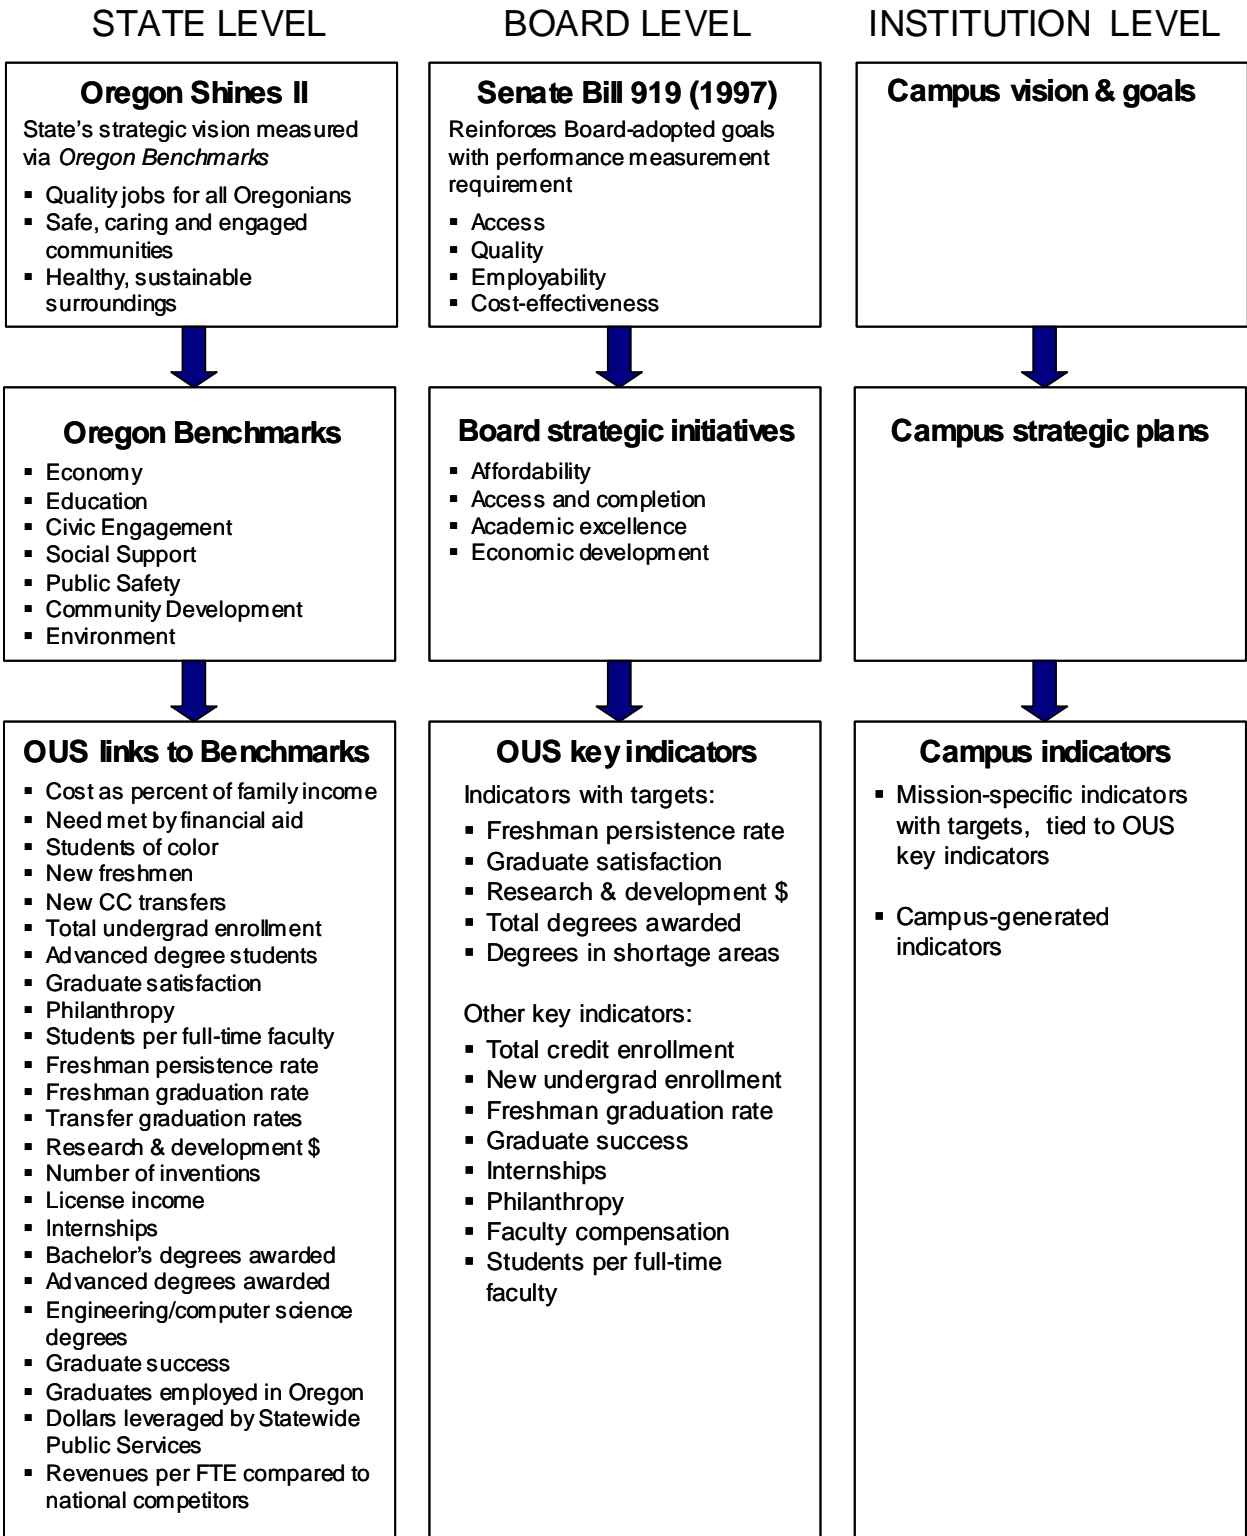 STATE LEVEL
Oregon Shines II
State's strategic vision measured
via Oregon Benchmarks
▪ Quality jobs for all Oregonians
▪ Safe, caring and engaged
communities
▪ Healthy, sustainable
surroundings
Oregon Benchmarks
▪ Economy
▪ Education
▪ Civic Engagement
▪ Social Support
▪ Public Safety
▪ Community Development
▪ Environment
OUS links to Benchmarks
▪ Cost as percent of family income
▪ Need met by financial aid
▪ Students of color
▪ New freshmen
▪ New CC transfers
▪ Total undergrad enrollment
▪ Advanced degree students
▪ Graduate satisfaction
▪ Philanthropy
▪ Students per full-time faculty
▪ Freshman persistence rate
▪ Freshman graduation rate
▪ Transfer graduation rates
▪ Research & development $
▪ Number of inventions
▪ License income
▪ Internships
▪ Bachelor's degrees awarded
▪ Advanced degrees awarded
▪ Engineering/computer science
degrees
▪ Graduate success
▪ Graduates employed in Oregon
▪ Dollars leveraged by Statewide
Public Services
▪ Revenues per FTE compared to
national competitors
BOARD LEVEL
Senate Bill 919 (1997)
Reinforces Board-adopted goals
with performance measurement
requirement
▪ Access
▪ Quality
▪ Employability
▪ Cost-effectiveness
Board strategic initiatives
▪ Affordability
▪ Access and completion
▪ Academic excellence
▪ Economic development
OUS key indicators
Indicators with targets:
▪ Freshman persistence rate
▪ Graduate satisfaction
▪ Research & development $
▪ Total degrees awarded
▪ Degrees in shortage areas
Other key indicators:
▪ Total credit enrollment
▪ New undergrad enrollment
▪ Freshman graduation rate
▪ Graduate success
▪ Internships
▪ Philanthropy
▪ Faculty compensation
▪ Students per full-time
faculty
INSTITUTION LEVEL
Campus vision & goals
Campus strategic plans
Campus indicators
▪ Mission-specific indicators
with targets, tied to OUS
key indicators
▪ Campus-generated
indicators